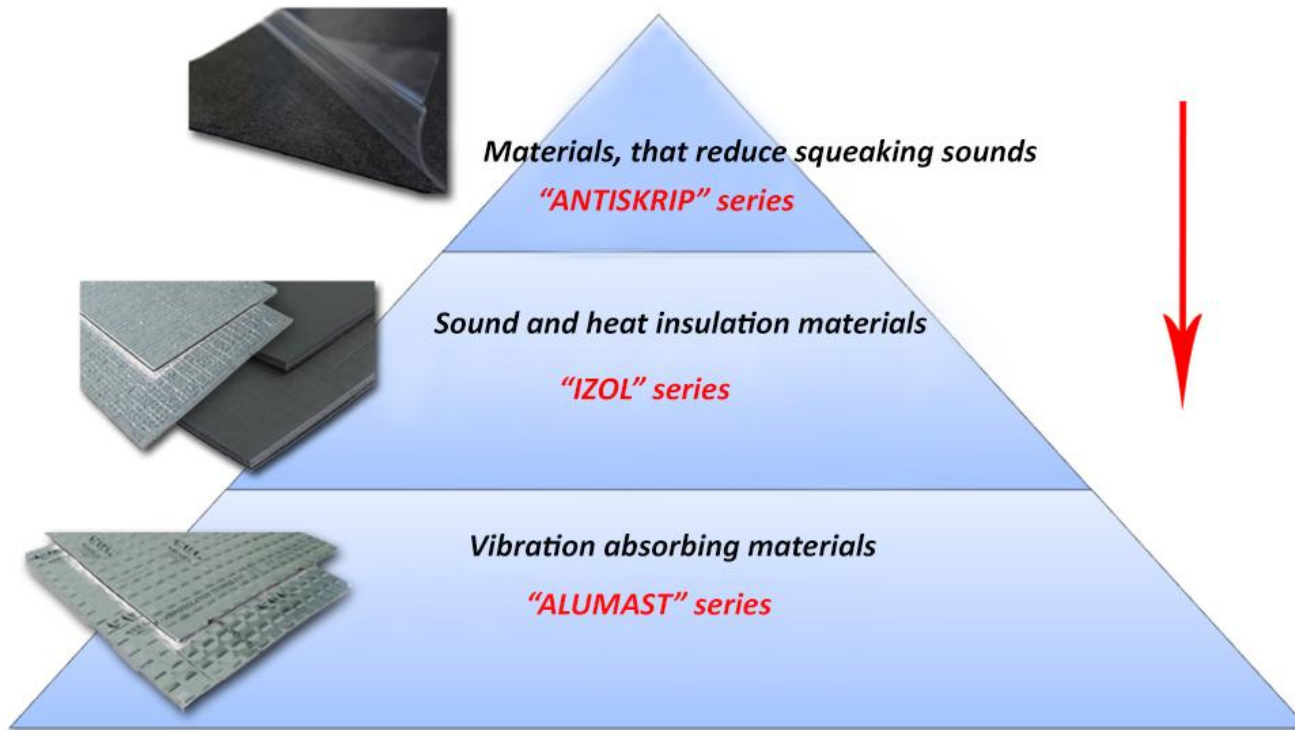 Materials, that reduce squeaking sounds
“ANTISKRIP” series
Sound and heat insulation materials
“IZOL” series
Vibration absorbing materials
“ALUMAST” series